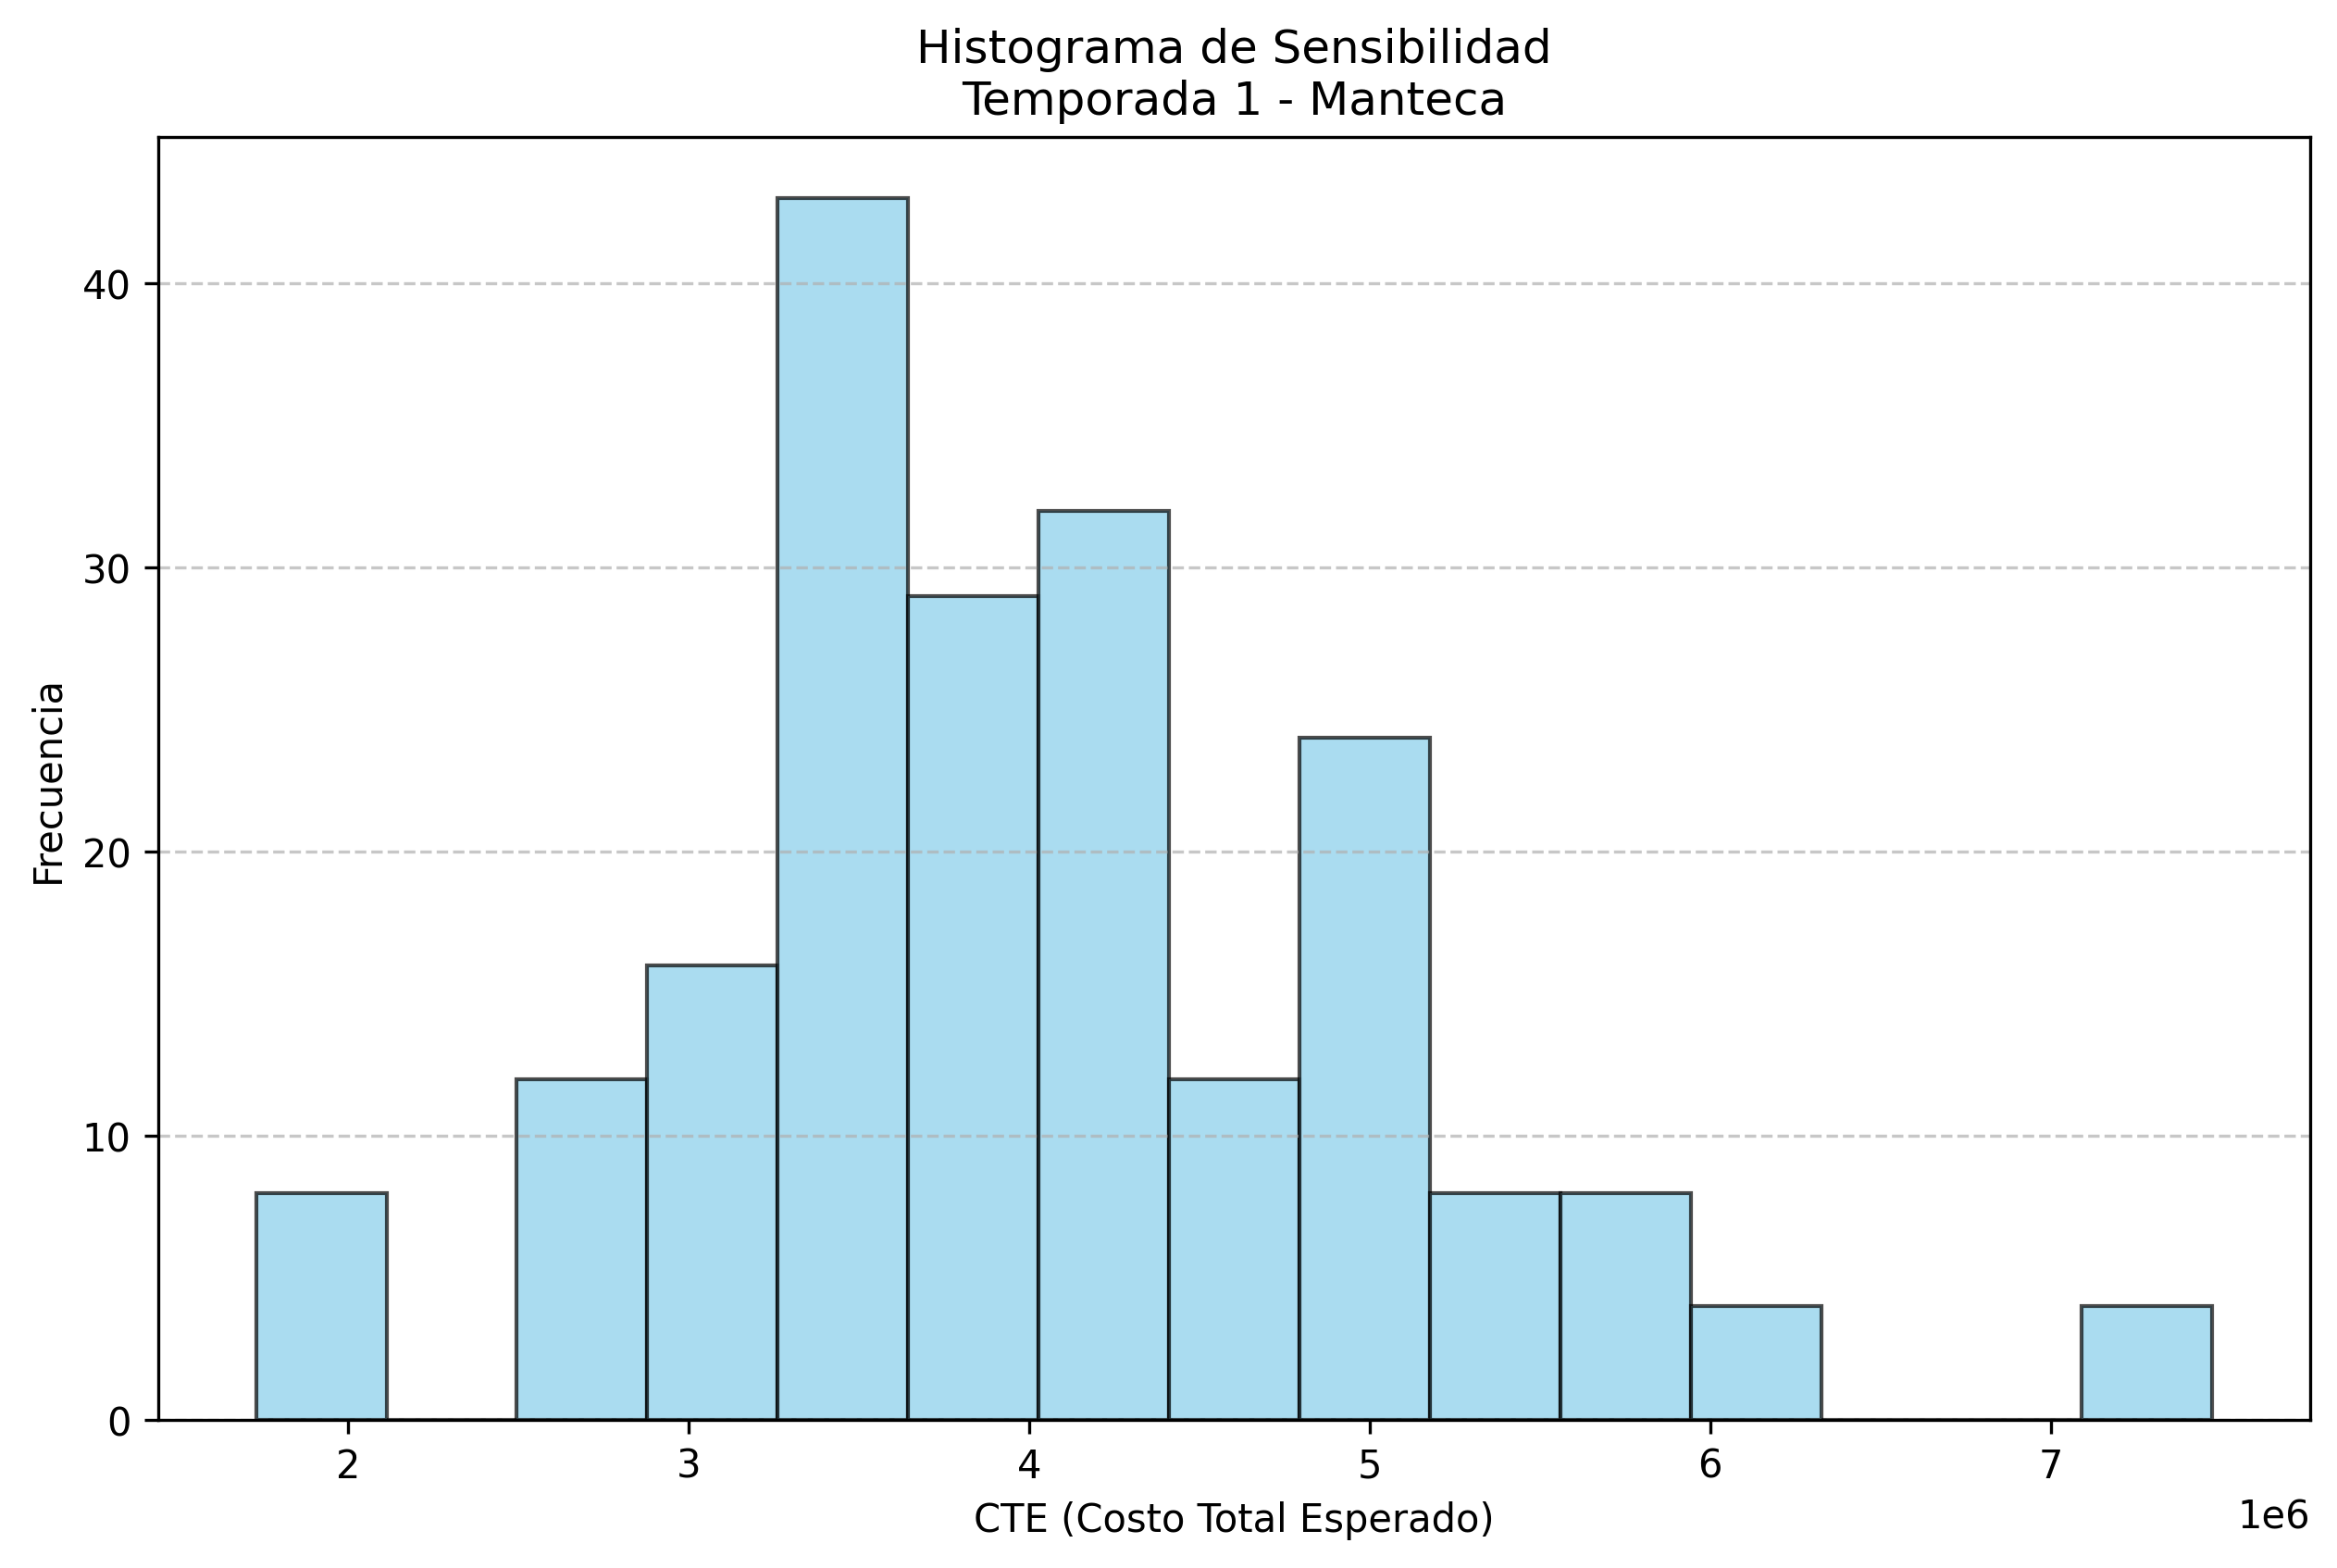 Histograma de Sensibilidad
Temporada 1 - Manteca
Frecuencia
40
30
20
10
0
2 3 4 5 6 7
1e6
CTE (Costo Total Esperado)